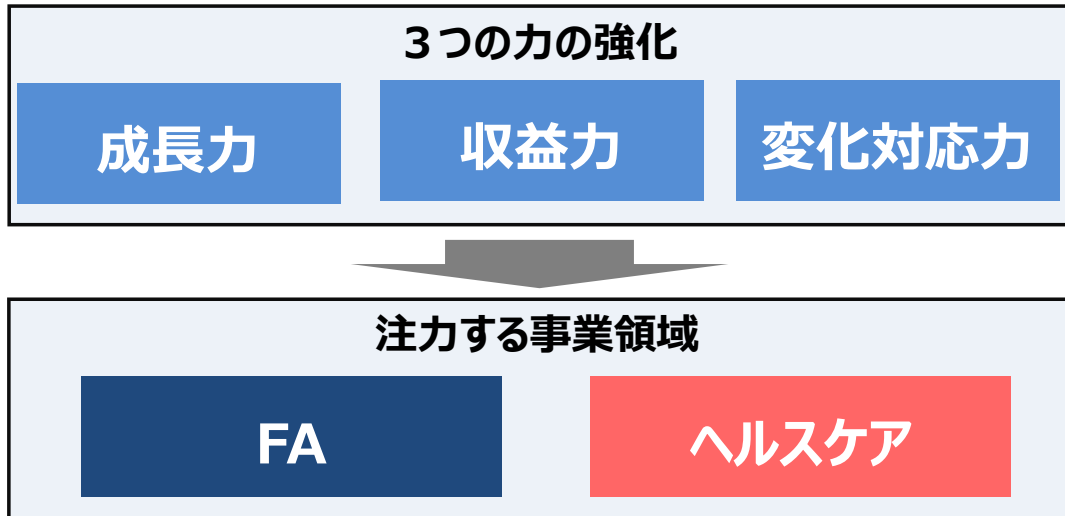 ３つの力の強化
成長力
収益力
変化対応力
注力する事業領域
FA
ヘルスケア